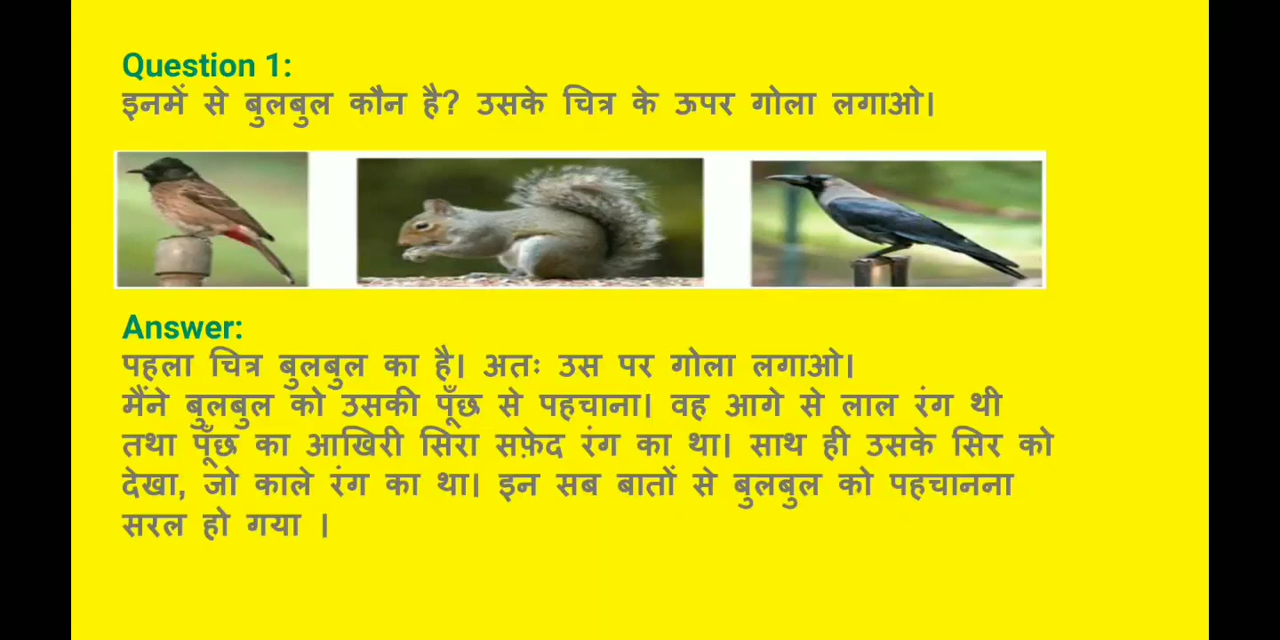 Question 1:
इनमें से बुलबुल कौन है? उसके चित्र के ऊपर गोला लगाओ।
Answer:
पहला चित्र बुलबुल का है। अतः उस पर गोला लगाओ।
मैंने बुलबुल को उसकी पूँछ से पहचाना। वह आगे से लाल रंग थी
तथा पूँछ का आखिरी सिरा सफ़ेद रंग का था। साथ ही उसके सिर को
देखा, जो काले रंग का था। इन सब बातों से बुलबुल को पहचानना
सरल हो गया ।